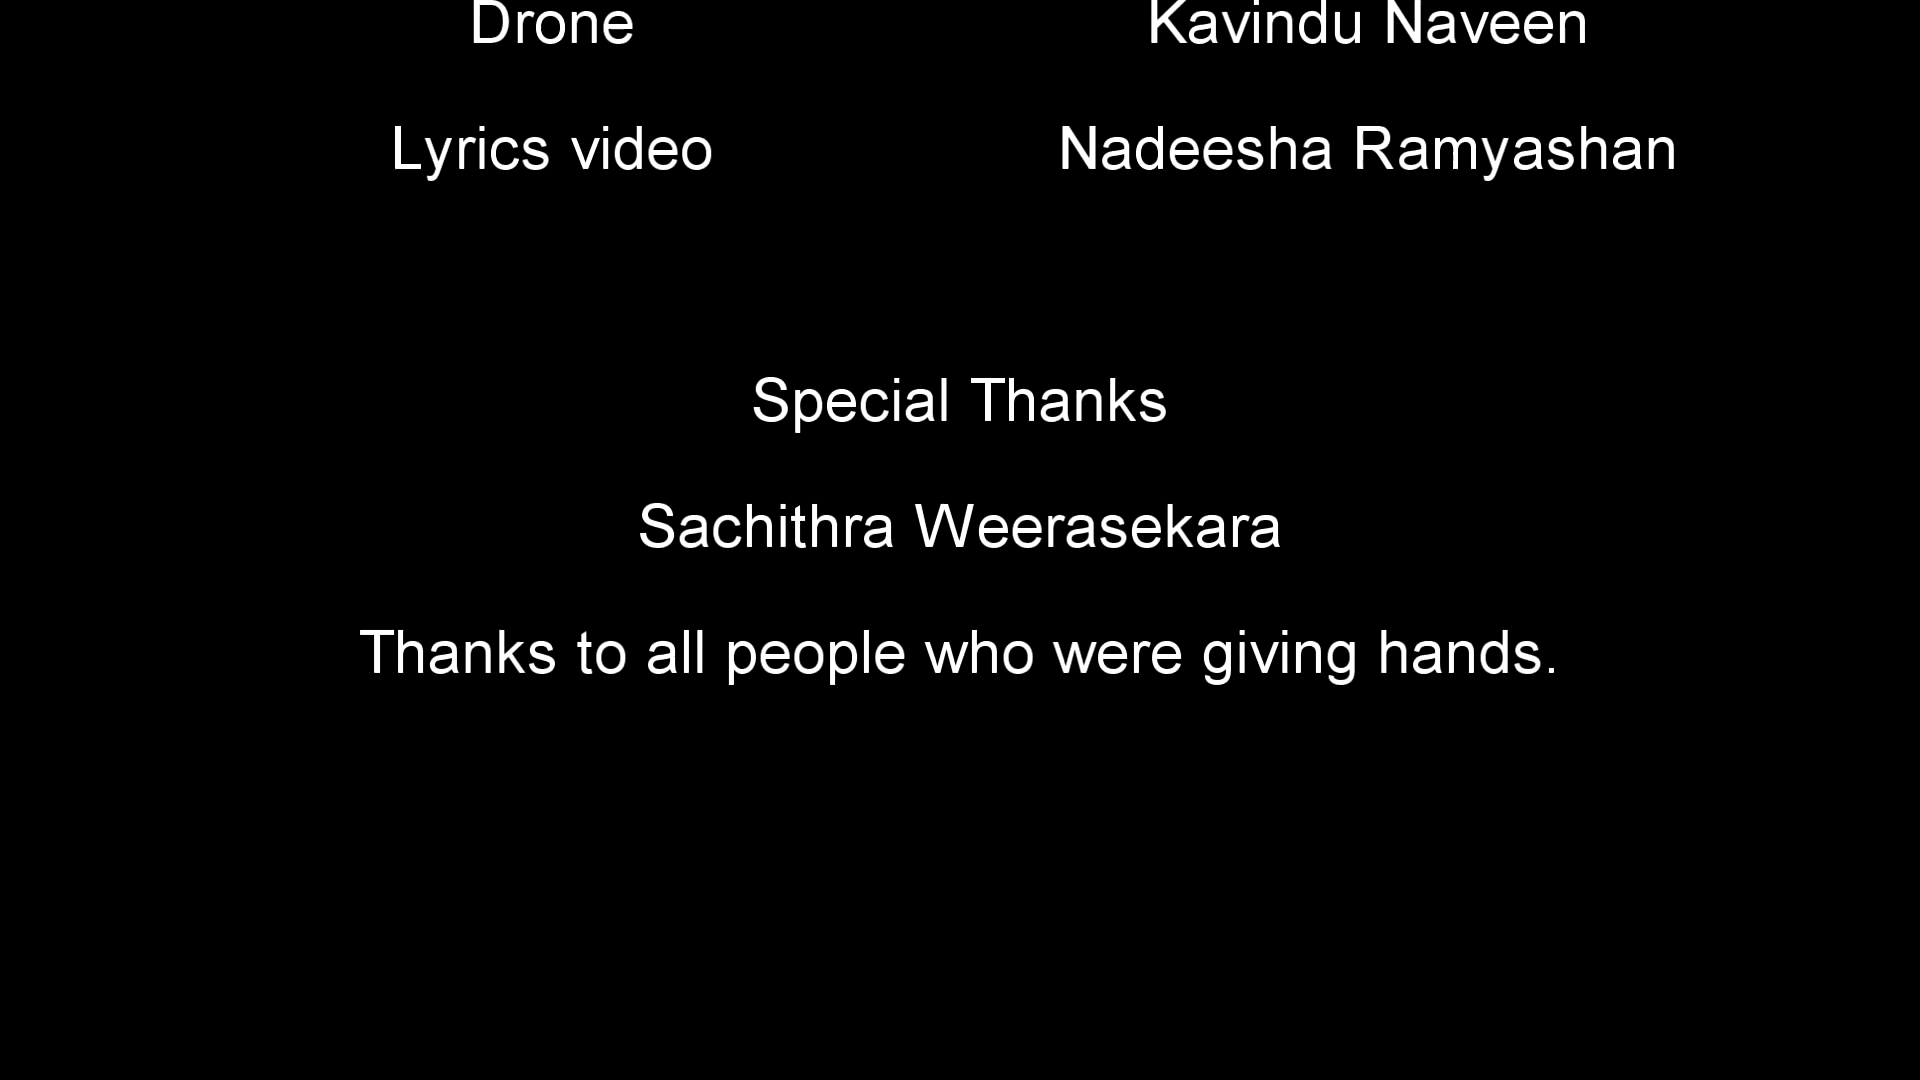 Drone Kavindu Naveen
Lyrics video Nadeesha Ramyashan
Special Thanks
Sachithra Weerasekara
Thanks to all people who were giving hands.